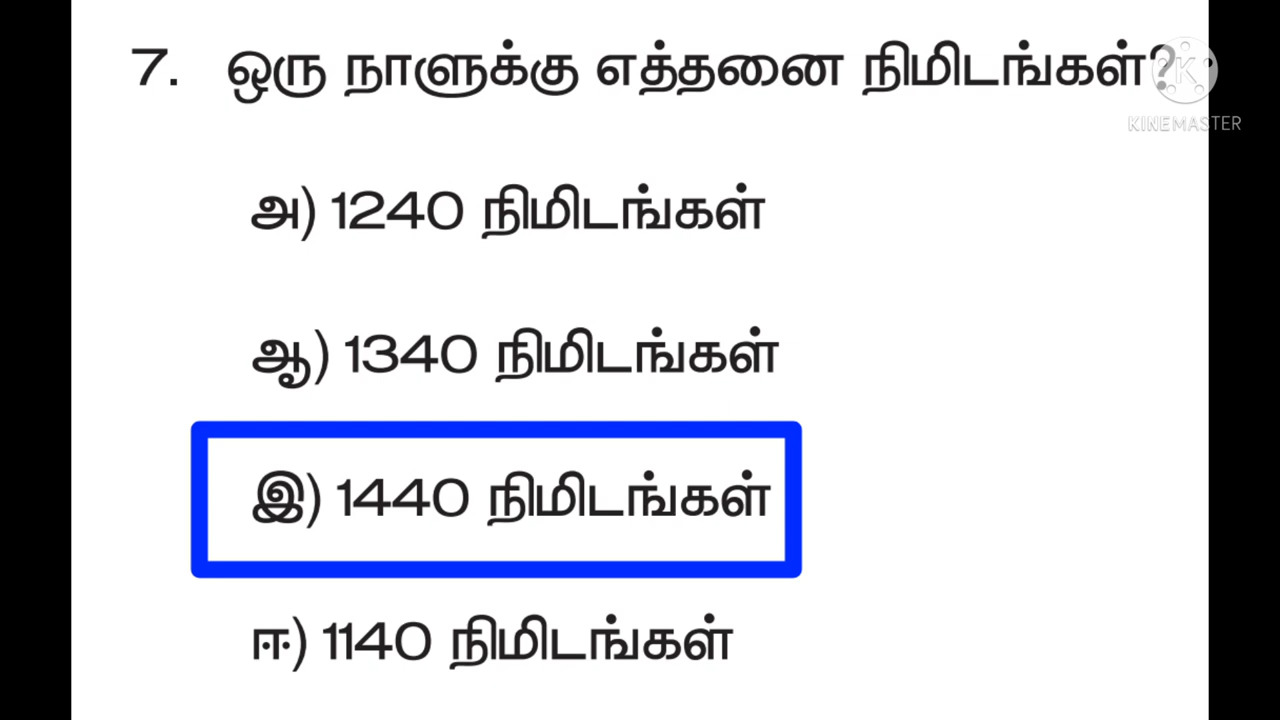 7. ஒரு நாளுக்கு எத்தனை நிமிடங்கள்?
KINEMASTER
அ) 1240 நிமிடங்கள்
ஆ) 1340 நிமிடங்கள்
இ) 1440 நிமிடங்கள்
ஈ) 1140 நிமிடங்கள்